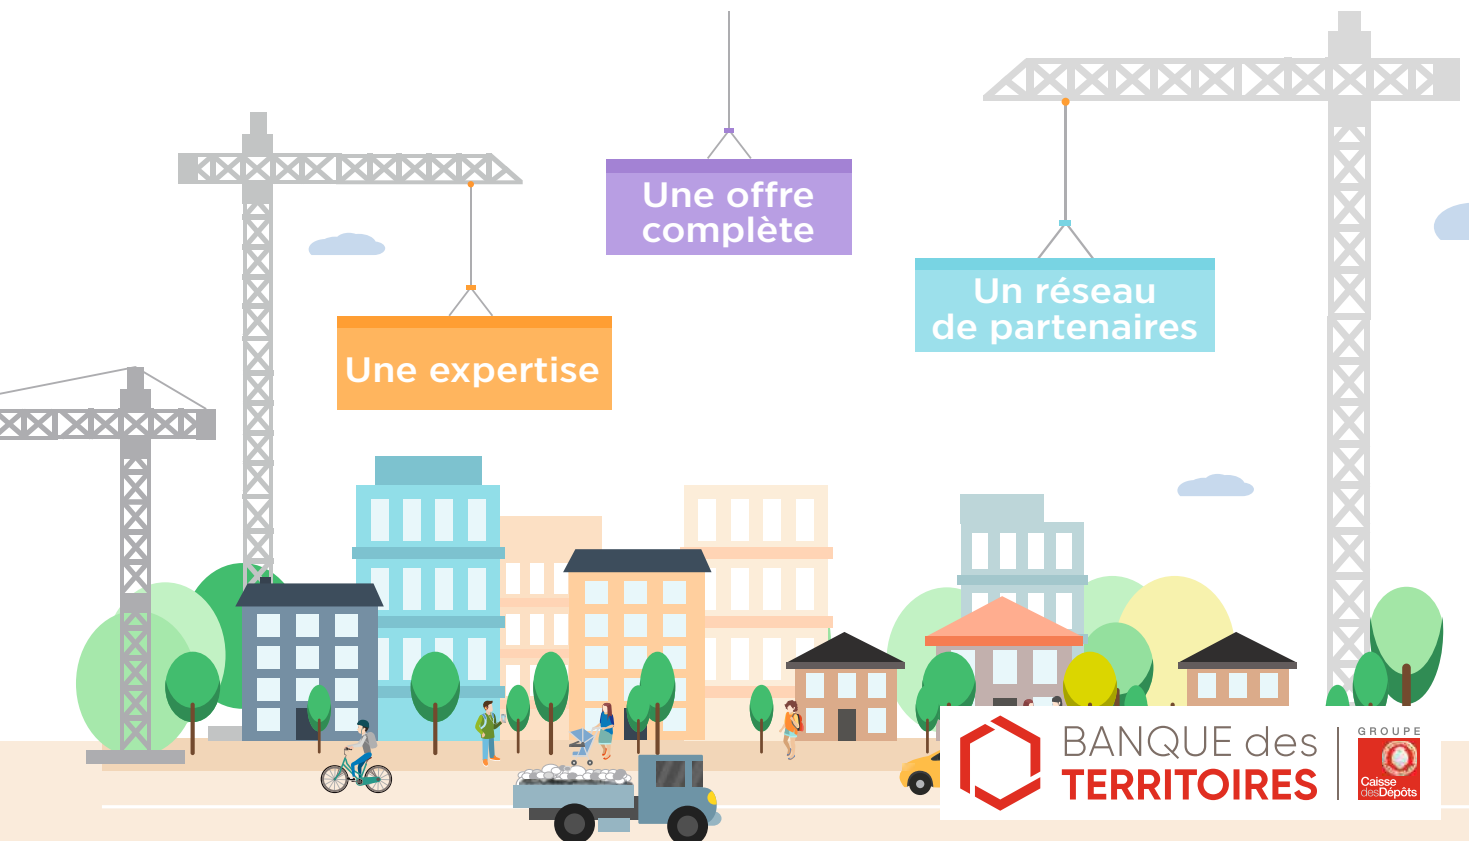 Une offre
complète
Un réseau
de partenaires
Une expertise
BANQUE des
TERRITOIRES
GROUPE
Caisse
desDépôts